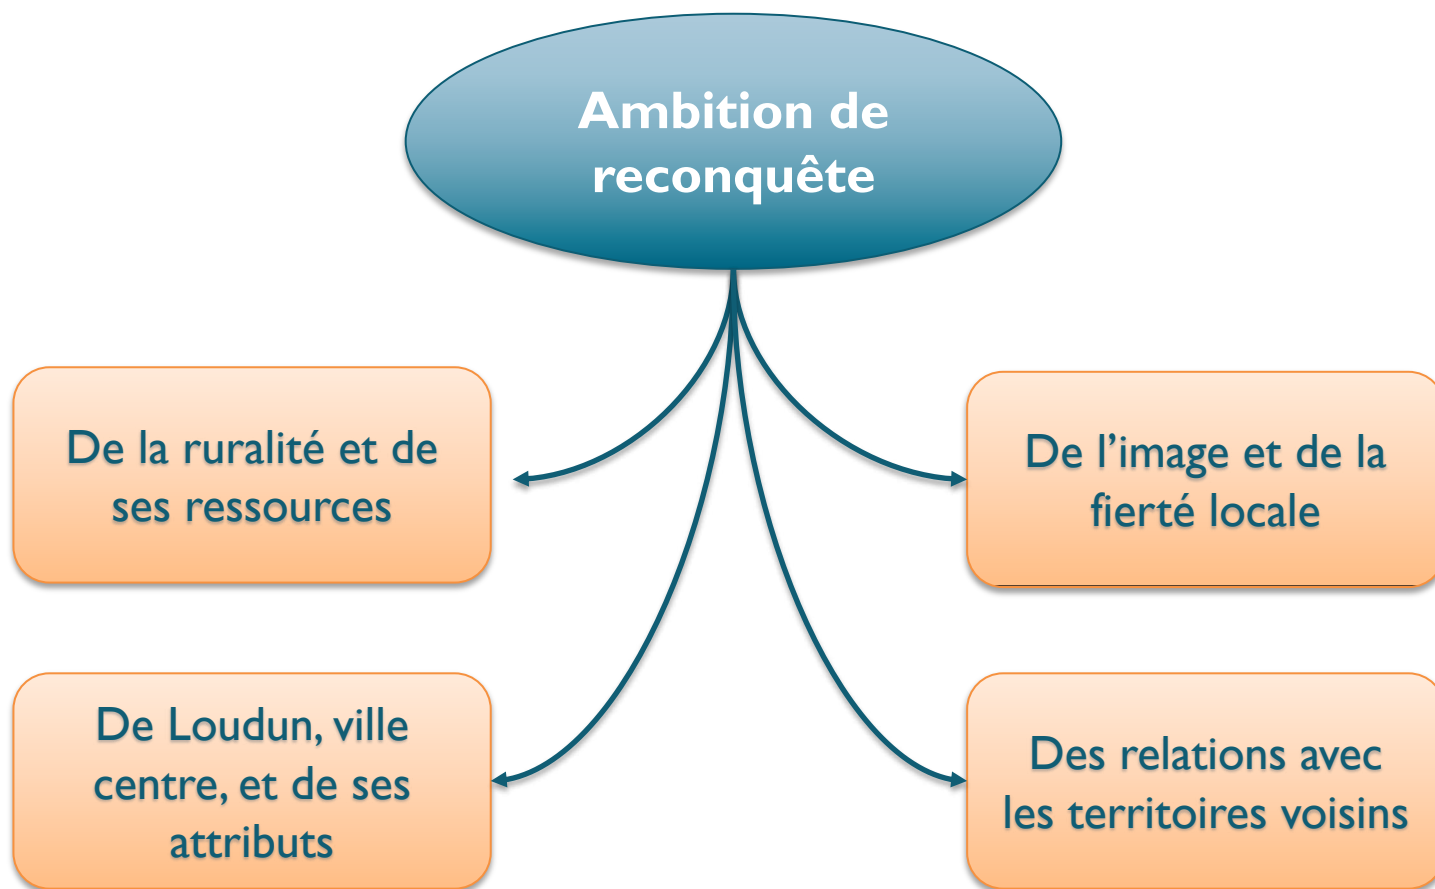 Ambition de
reconquête
De la ruralité et de
ses ressources
De l’image et de la
fierté locale
De Loudun, ville
centre, et de ses
attributs
Des relations avec
les territoires voisins